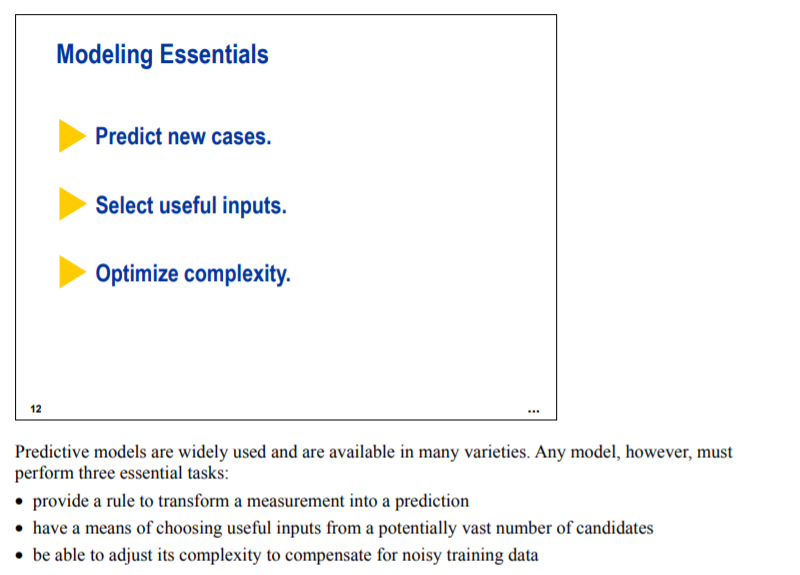 Modeling Essentials
Predict new cases.
Select useful inputs.
Optimize complexity.
12
...
Predictive models are widely used and are available in many varieties. Any model, however, must
perform three essential tasks:
• provide a rule to transform a measurement into a prediction
• have a means of choosing useful inputs from a potentially vast number of candidates
• be able to adjust its complexity to compensate for noisy training data